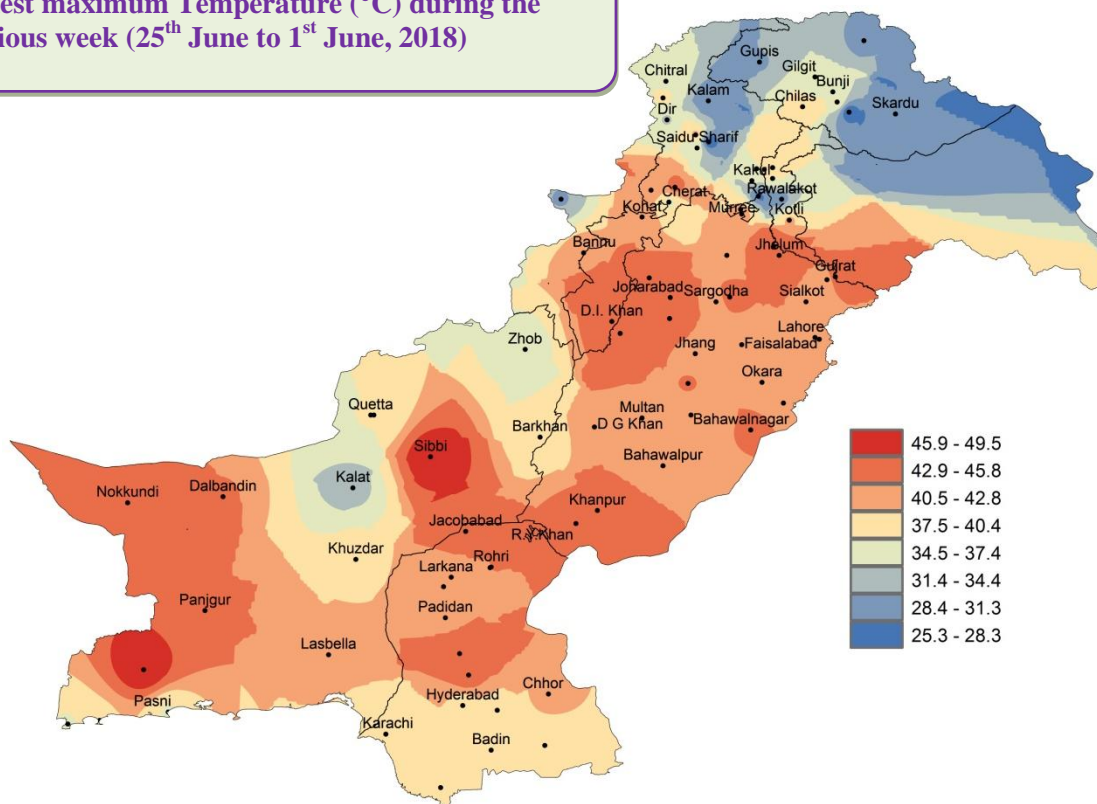 est maximum Temperature (°C) during the
ious week (25th June to 1st June, 2018)
Gupis
Chitral
Gilgit
Bunji
Kalam
Chilas
Skardu
Dir
Saidu Sharif
Kakul
Cherat
Rawalakot
Kohat
Murree
Kotli
Bannu
Jhelum
Gujrat
Joharabad
Sargodha
Sialkot
D.I. Khan
Lahore
Zhob
Jhang
Faisalabad
Okara
Quetta
Multan
Barkhan
D G Khan
Bahawalnagar
Sibbi
Bahawalpur
Kalat
Nokkundi
Dalbandin
Khanpur
Jacobabad
R.Y.Khan
Khuzdar
Rohri
Larkana
Panjgur
Padidan
Lasbella
Pasni
Hyderabad
Chhor
Karachi
Badin
45.9 - 49.5
42.9 - 45.8
40.5 - 42.8
37.5 - 40.4
34.5 - 37.4
31.4 - 34.4
28.4 - 31.3
25.3 - 28.3